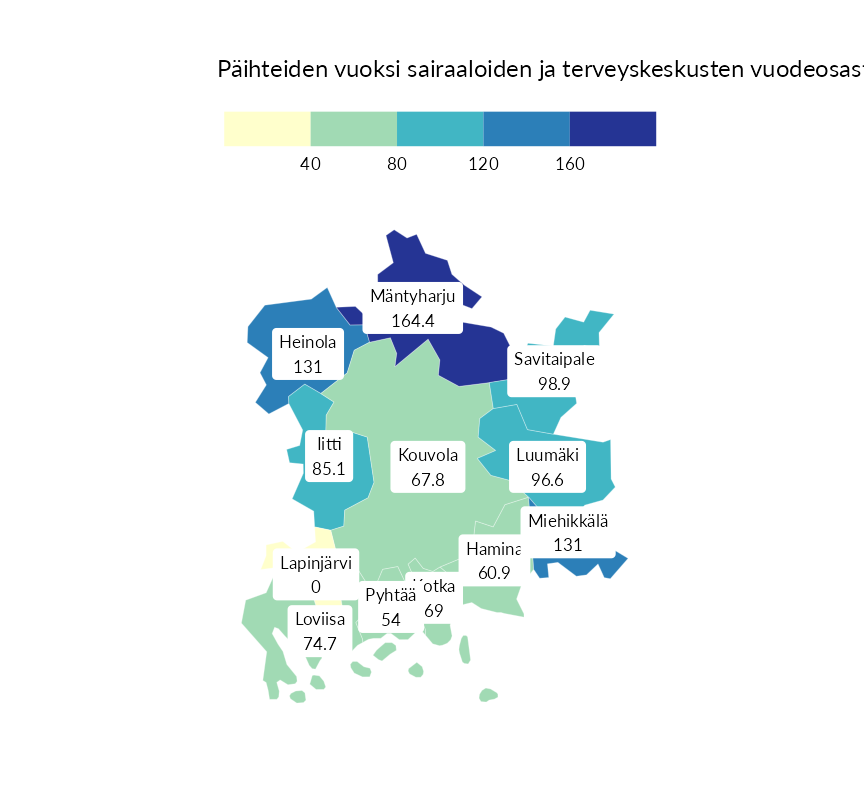 Päihteiden vuoksi sairaaloiden ja terveyskeskusten
40 80 120 160
Mäntyharju
164.4
Heinola
131
Savitaipale
98.9
Iitti
85.1
Kouvola
67.8
Luumäki
96.6
Miehikkälä
131
Hamina
60.9
Lapinjärvi
0
Pyhtää
54
Kotka
69
Loviisa
74.7